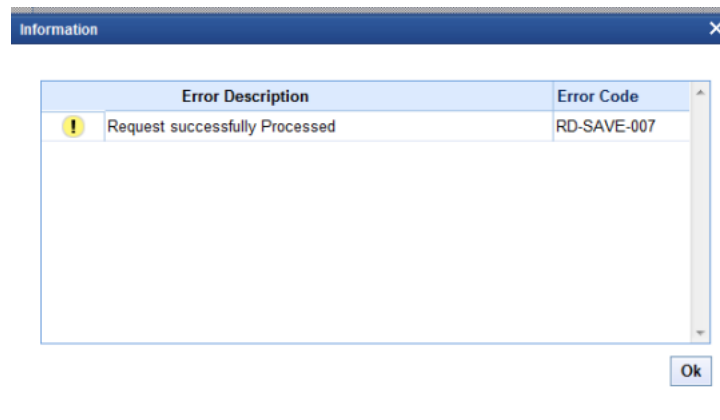 Information
Error Description Error Code
! Request successfully Processed RD-SAVE-007
Ok